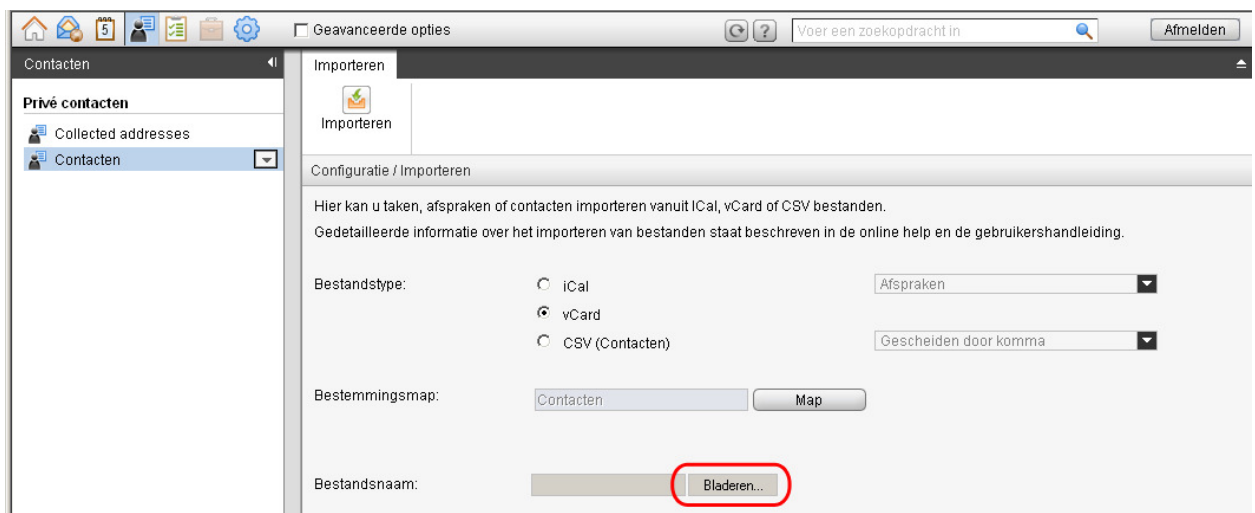 5 Geavanceerde opties Voer een zoekopdracht in Afmelden
Contacten
Importeren
Privé contacten
Collected addresses
Contacten
Importeren
Configuratie / Importeren
Hier kan u taken, afspraken of contacten importeren vanuit ICal, vCard of CSV bestanden.
Gedetailleerde informatie over het importeren van bestanden staat beschreven in de online help en de gebruikershandleiding.
Bestandstype: iCal Afspraken
vCard
CSV (Contacten) Gescheiden door komma
Bestemmingsmap: Contacten Map
Bestandsnaam: Bladeren...